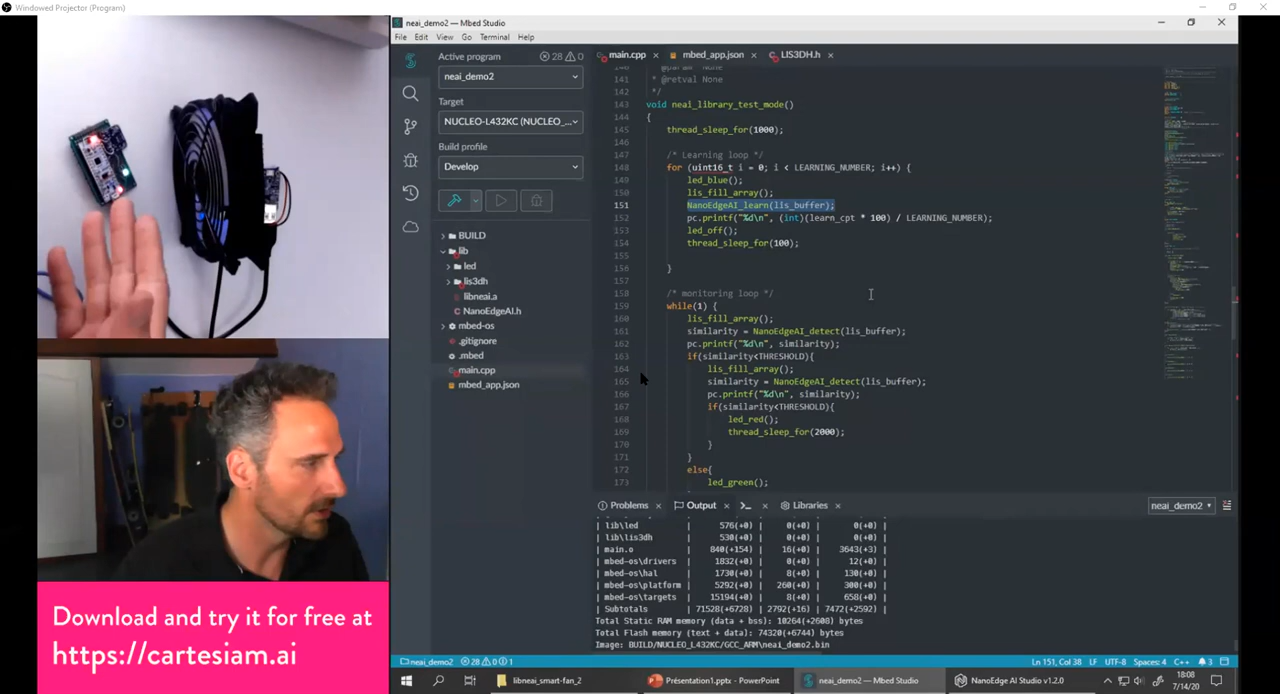 Windowed Projector (Program)
neai_demo2 — Mbed Studio
File Edit View Go Terminal Help
Active program 28 0
neai_demo2
Target
NUCLEO-L432KC (NUCLEO_...
Build profile
Develop
BUILD
lib
led
lis3dh
libneai.a
NanoEdgeAI.h
mbed-os
.gitignore
.mbed
main.cpp
mbed_app.json
main.cpp mbed_app.json LIS3DH.h
140 * @param None
141 * @retval None
142 */
143 void neai_library_test_mode()
144 {
145 thread_sleep_for(1000);
146
147 /* Learning loop */
148 for (uint16_t i = 0; i < LEARNING_NUMBER; i++) {
149 led_blue();
150 lis_fill_array();
151 NanoEdgeAI_learn(lis_buffer);
152 pc.printf("%d\n", (int)(learn_cpt * 100) / LEARNING_NUMBER);
153 led_off();
154 thread_sleep_for(100);
155
156 }
157
158 /* monitoring loop */
159 while(1) {
160 lis_fill_array();
161 similarity = NanoEdgeAI_detect(lis_buffer);
162 pc.printf("%d\n", similarity);
163 if(similarity<THRESHOLD){
164 lis_fill_array();
165 similarity = NanoEdgeAI_detect(lis_buffer);
166 pc.printf("%d\n", similarity);
167 if(similarity<THRESHOLD){
168 led_red();
169 thread_sleep_for(2000);
170 }
171 }
172 else{
173 led_green();
Problems Output Libraries neai_demo2
| lib\led | 576(+0) | 0(+0) | 0(+0) |
| lib\lis3dh | 530(+0) | 0(+0) | 0(+0) |
| main.o | 840(+154) | 16(+0) | 3643(+3) |
| mbed-os\drivers | 1832(+0) | 0(+0) | 12(+0) |
| mbed-os\hal | 1730(+0) | 8(+0) | 130(+0) |
| mbed-os\platform | 5292(+0) | 260(+0) | 300(+0) |
| mbed-os\targets | 15194(+0) | 8(+0) | 658(+0) |
| Subtotals | 71528(+6728) | 2792(+16) | 7472(+2592) |
Total Static RAM memory (data + bss): 10264(+2608) bytes
Total Flash memory (text + data): 74320(+6744) bytes
Image: BUILD/NUCLEO_L432KC/GCC_ARM\neai_demo2.bin
neai_demo2 28 0 1 Ln 151, Col 38 LF UTF-8 Spaces: 4 C++ 3
libneai_smart-fan_2 Présentation1.pptx - PowerPoint neai_demo2 — Mbed Studio NanoEdge AI Studio v1.2.0 18:08
7/14/20
Download and try it for free at
https://cartesiam.ai